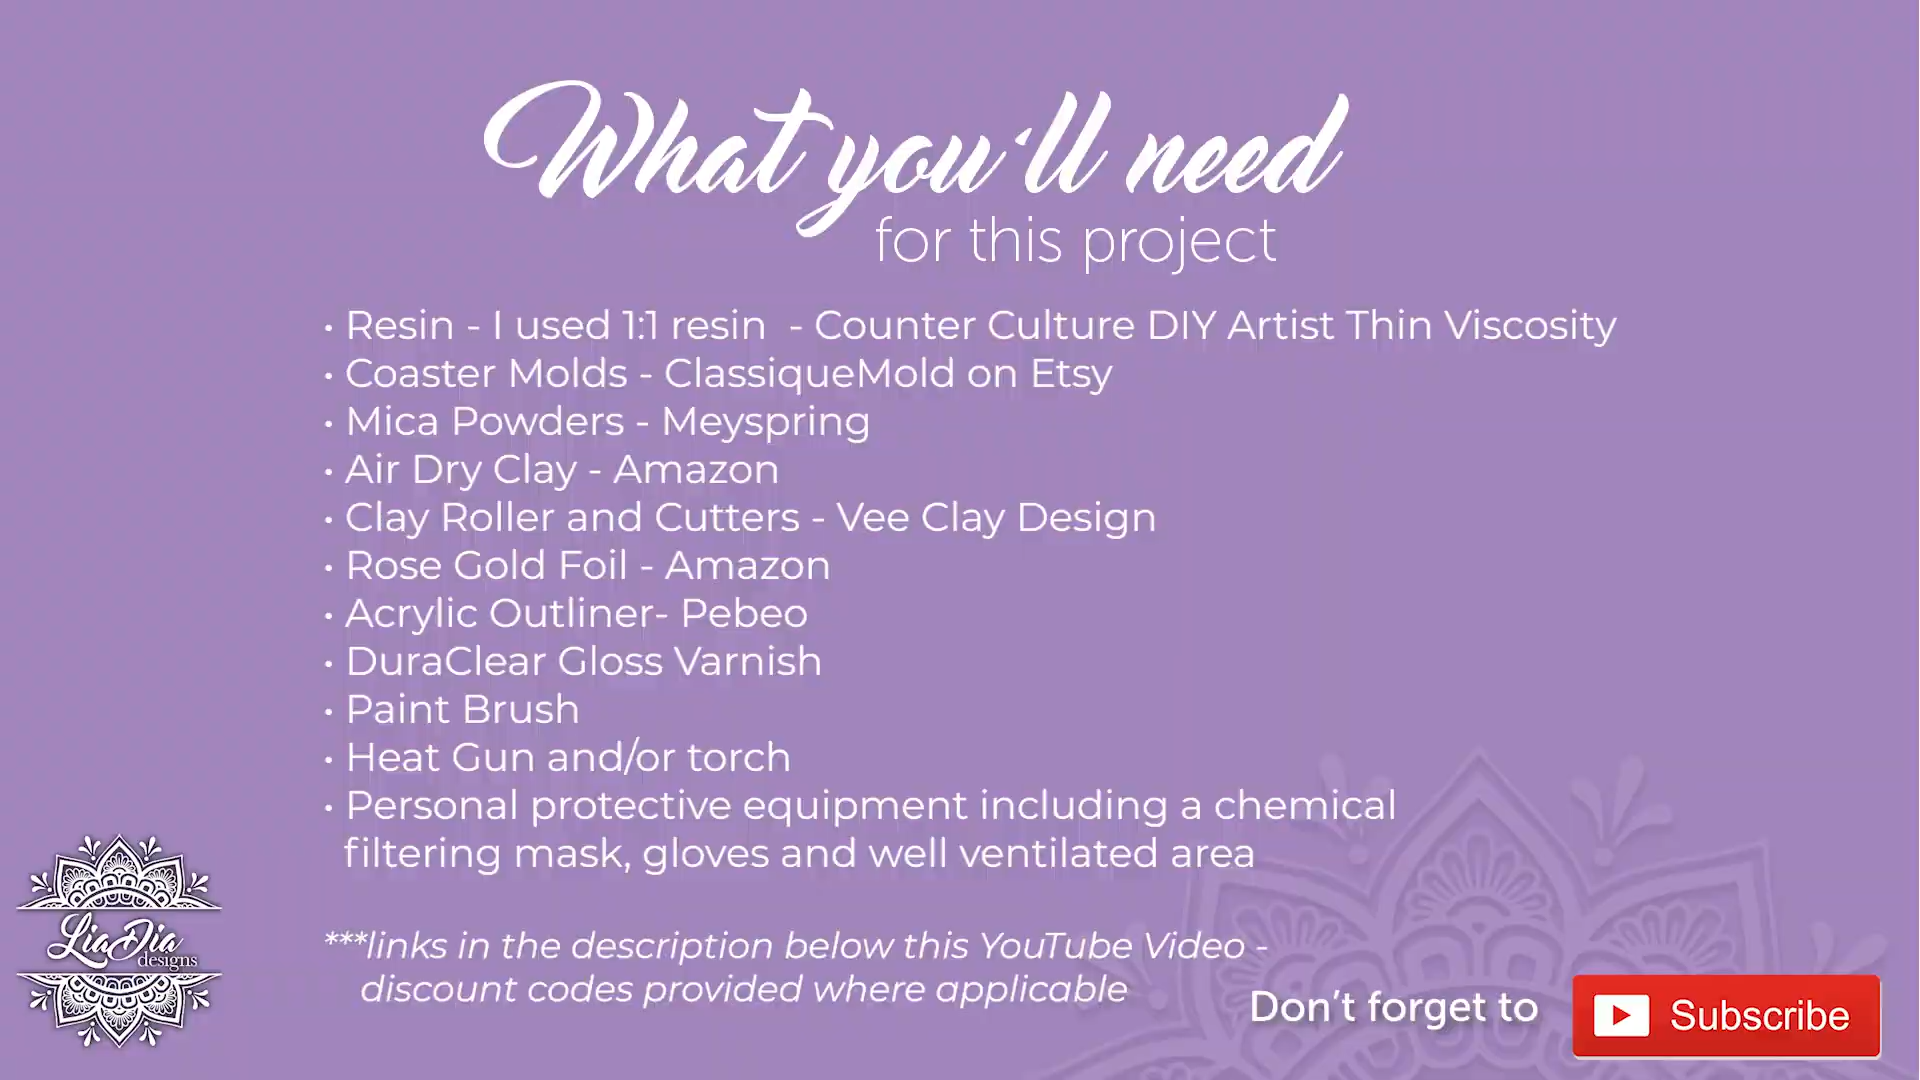 What you'll need
for this project
• Resin - I used 1:1 resin - Counter Culture DIY Artist Thin Viscosity
• Coaster Molds - ClassiqueMold on Etsy
• Mica Powders - Meyspring
• Air Dry Clay - Amazon
• Clay Roller and Cutters - Vee Clay Design
• Rose Gold Foil - Amazon
• Acrylic Outliner- Pebeo
• DuraClear Gloss Varnish
• Paint Brush
• Heat Gun and/or torch
• Personal protective equipment including a chemical
filtering mask, gloves and well ventilated area
***links in the description below this YouTube Video -
discount codes provided where applicable
LiaDia
designs
Don't forget to
Subscribe